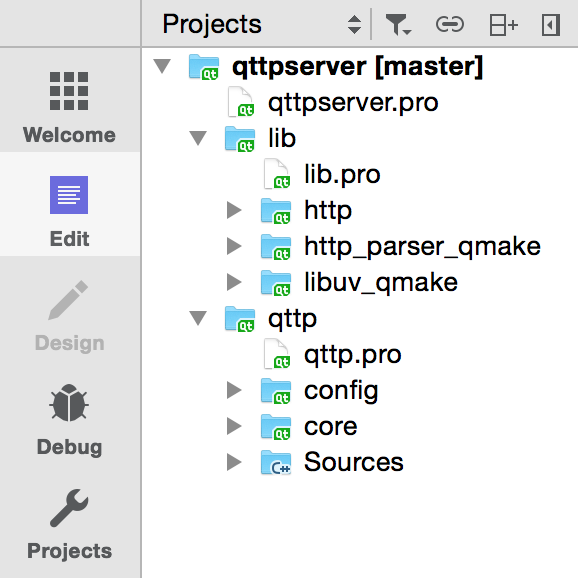 Projects
Welcome
Edit
Design
Debug
Projects
qttpserver [master]
qttpserver.pro
lib
lib.pro
http
http_parser_qmake
libuv_qmake
qttp
qttp.pro
config
core
Sources